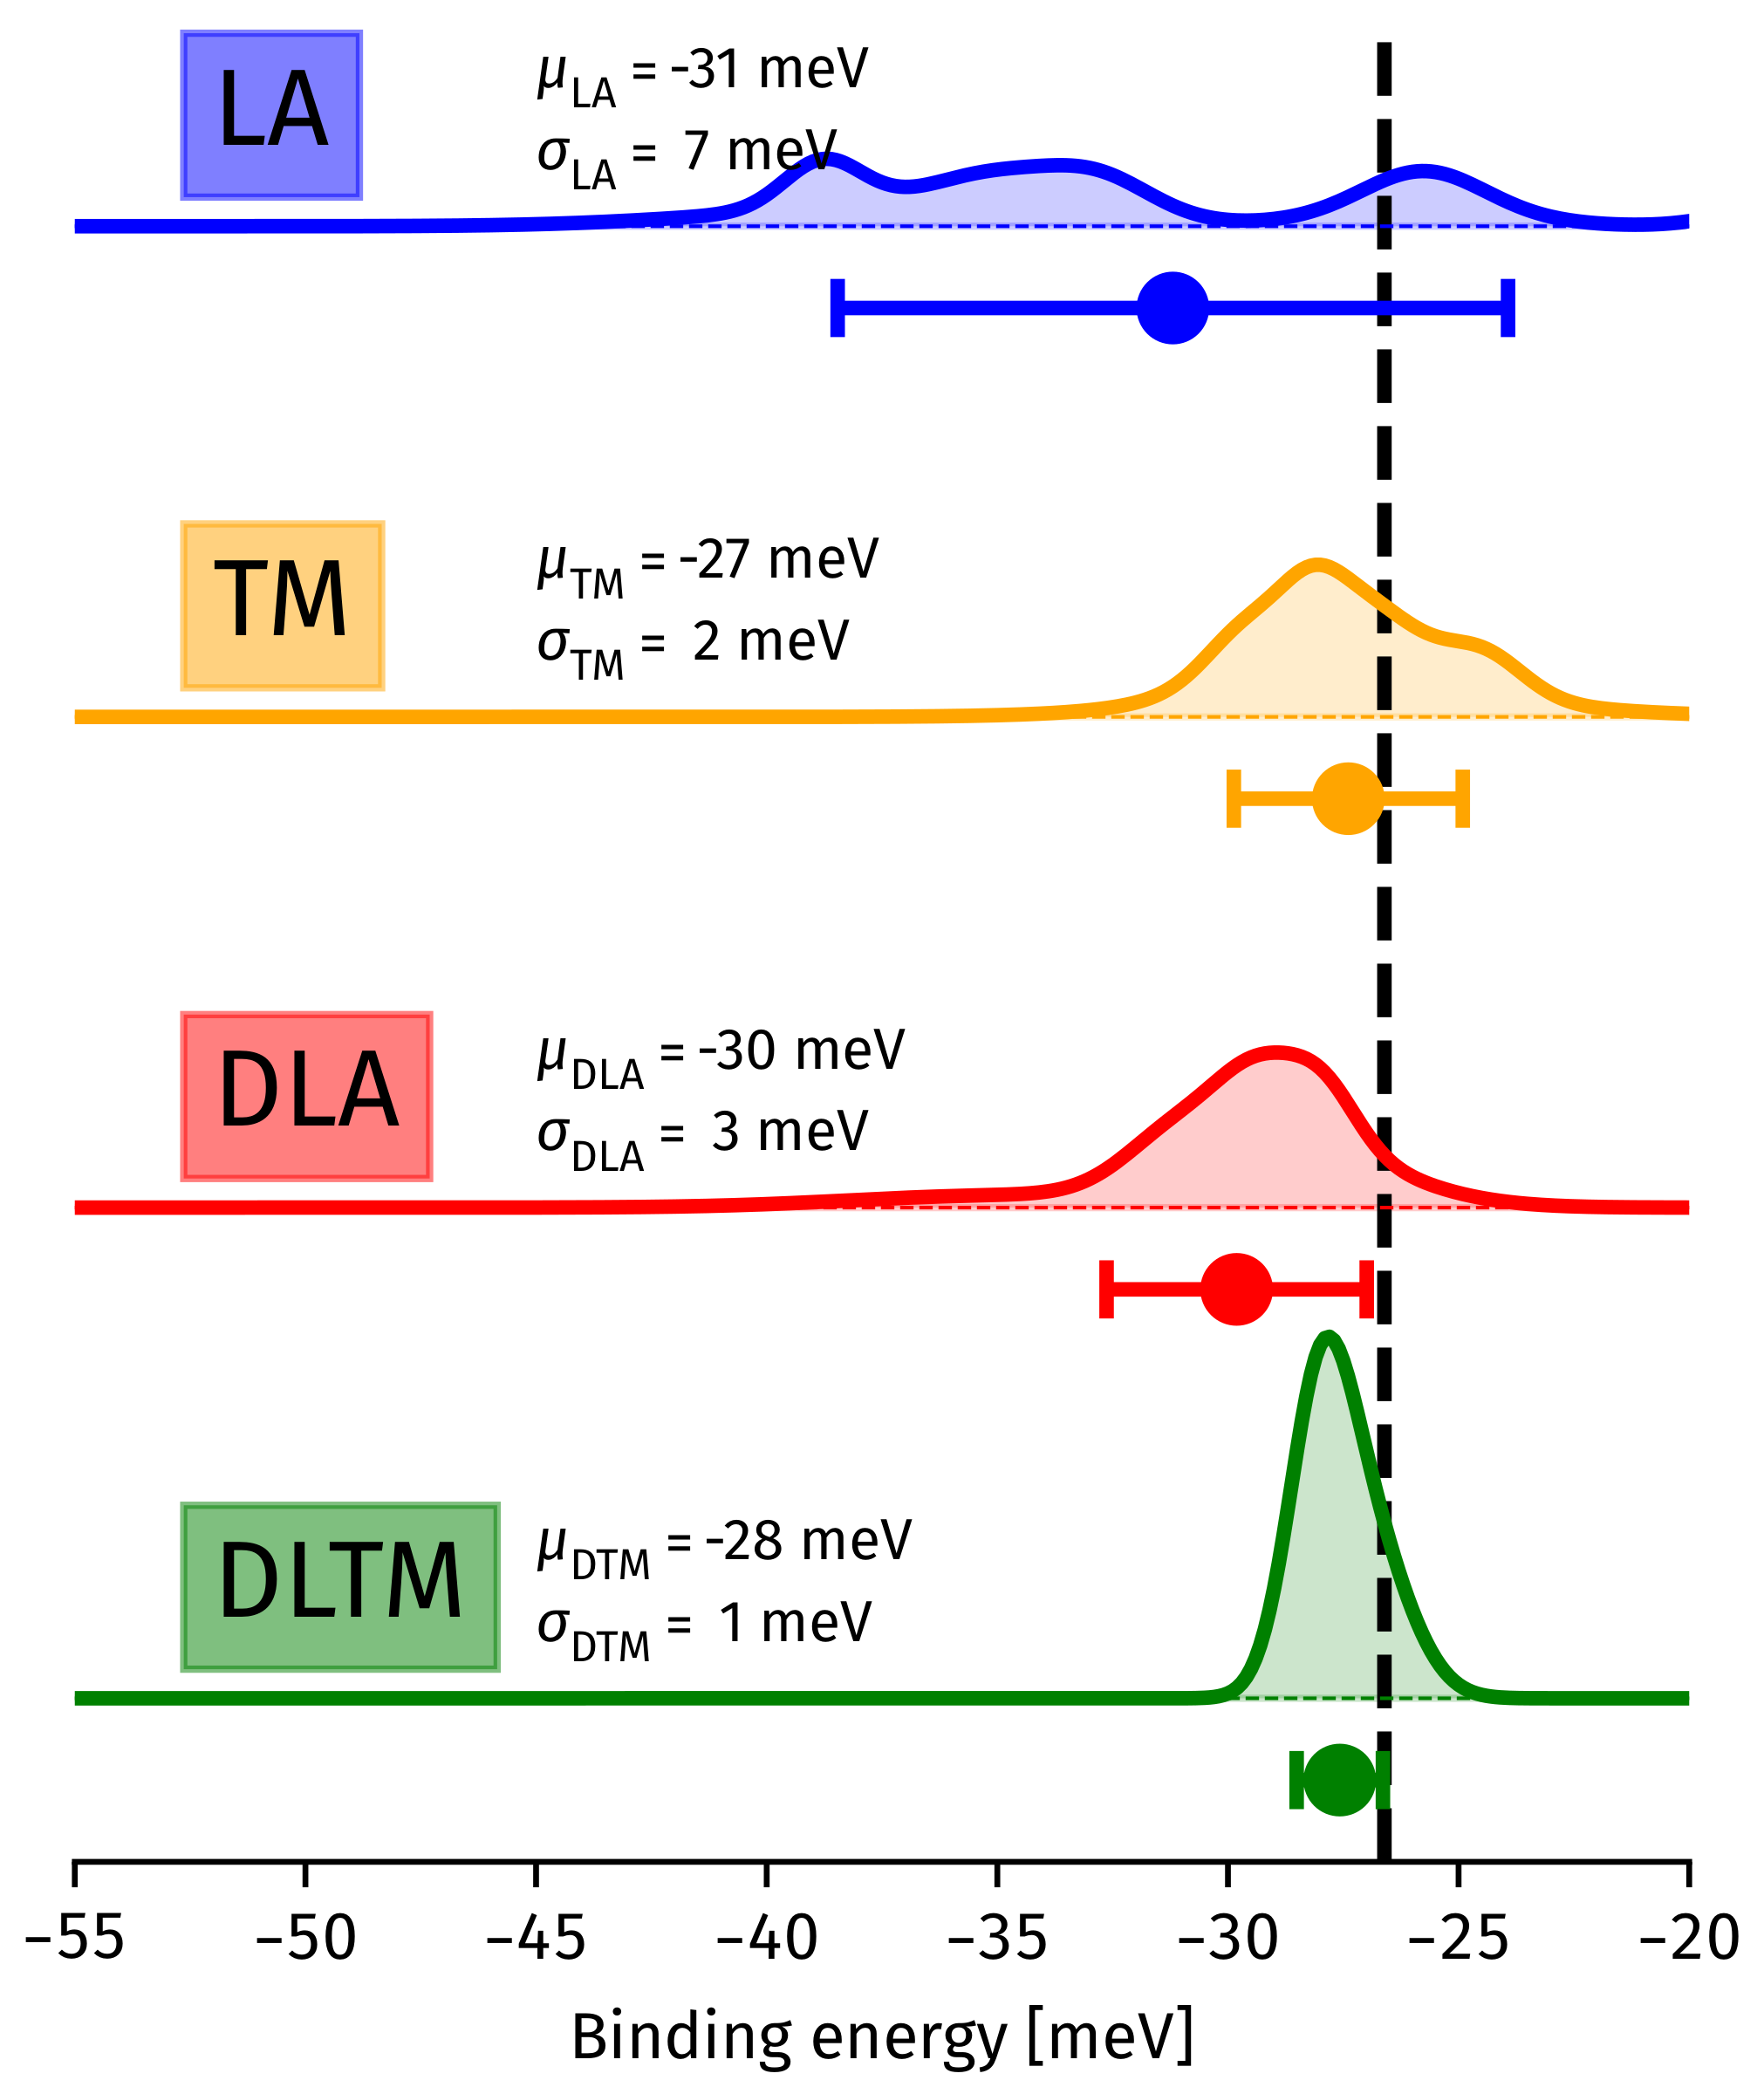 LA
μLA = -31 meV
σLA = 7 meV
TM
μTM = -27 meV
σTM = 2 meV
DLA
μDLA = -30 meV
σDLA = 3 meV
DLTM
μDTM = -28 meV
σDTM = 1 meV
−55 −50 −45 −40 −35 −30 −25 −20
Binding energy [meV]